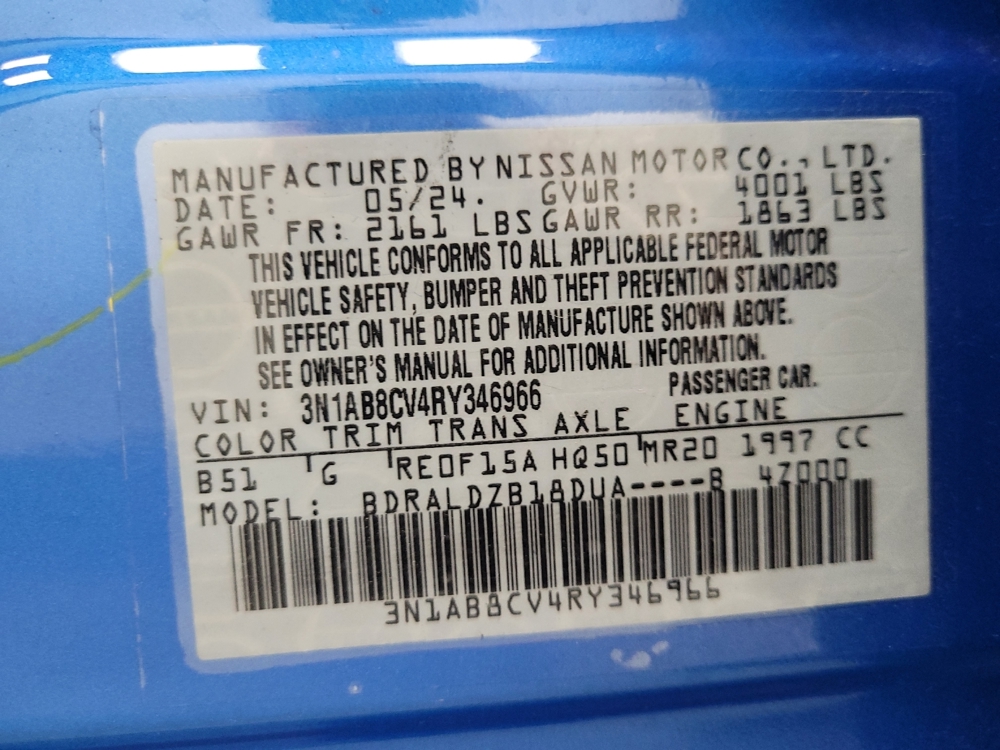 MANUFACTURED BY NISSAN MOTOR CO., LTD.
DATE: 05/24. GVWR: 4001 LBS
GAWR FR: 2161 LBS GAWR RR: 1863 LBS
THIS VEHICLE CONFORMS TO ALL APPLICABLE FEDERAL MOTOR
VEHICLE SAFETY, BUMPER AND THEFT PREVENTION STANDARDS
IN EFFECT ON THE DATE OF MANUFACTURE SHOWN ABOVE.
SEE OWNER'S MANUAL FOR ADDITIONAL INFORMATION.
VIN: 3N1AB8CV4RY346966 PASSENGER CAR.
COLOR TRIM TRANS AXLE ENGINE
B51 G RE0F15A HQ50 MR20 1997 CC
MODEL: BDRALDZB18DUA----B 4Z000
3N1AB8CV4RY346966